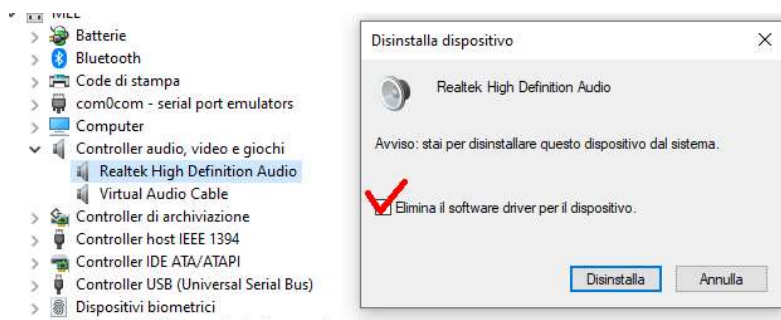 Batterie
Bluetooth
Code di stampa
com0com - serial port emulators
Computer
Controller audio, video e giochi
Realtek High Definition Audio
Virtual Audio Cable
Controller di archiviazione
Controller host IEEE 1394
Controller IDE ATA/ATAPI
Controller USB (Universal Serial Bus)
Dispositivi biometrici
Disinstalla dispositivo
Realtek High Definition Audio
Avviso: stai per disinstallare questo dispositivo dal sistema.
Elimina il software driver per il dispositivo.
Disinstalla
Annulla